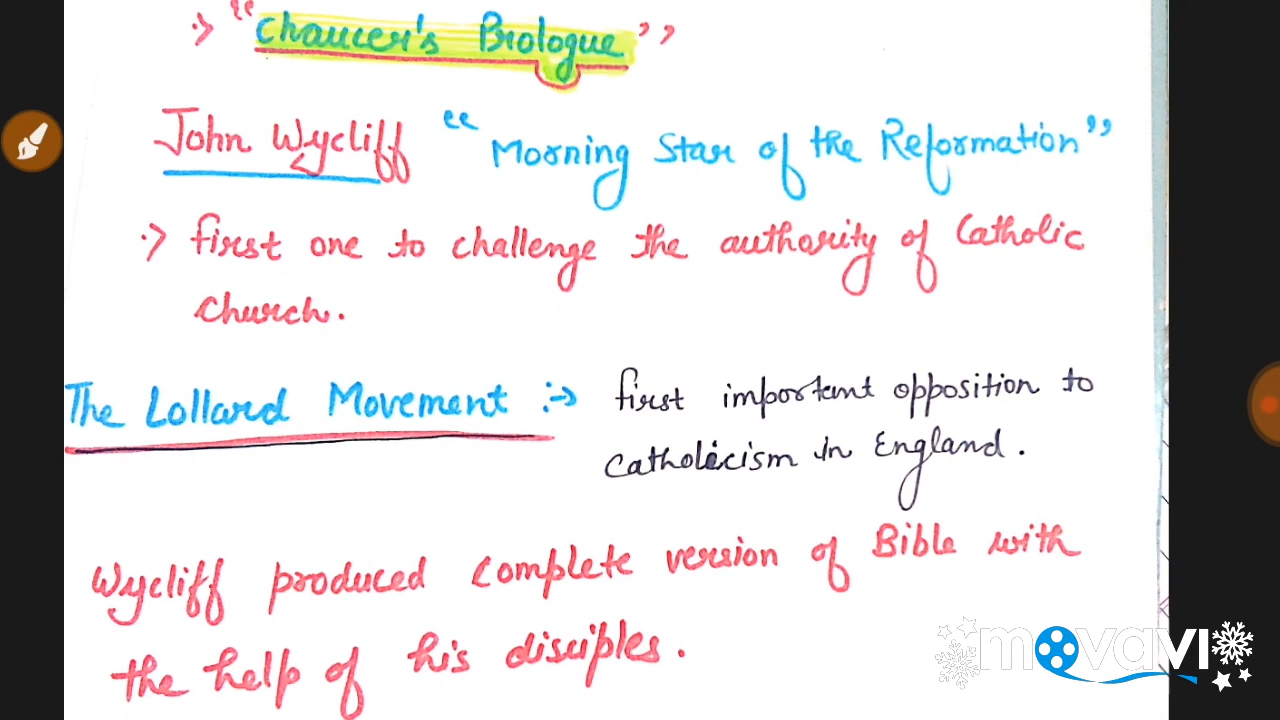 :> "Chaucer's Prologue"
John Wycliff "Morning Star of the Reformation"
:> first one to challenge the authority of Catholic
Church.
The Lollard Movement :-> first important opposition to
Catholicism in England.
Wycliff produced complete version of Bible with
the help of his disciples.
movavi